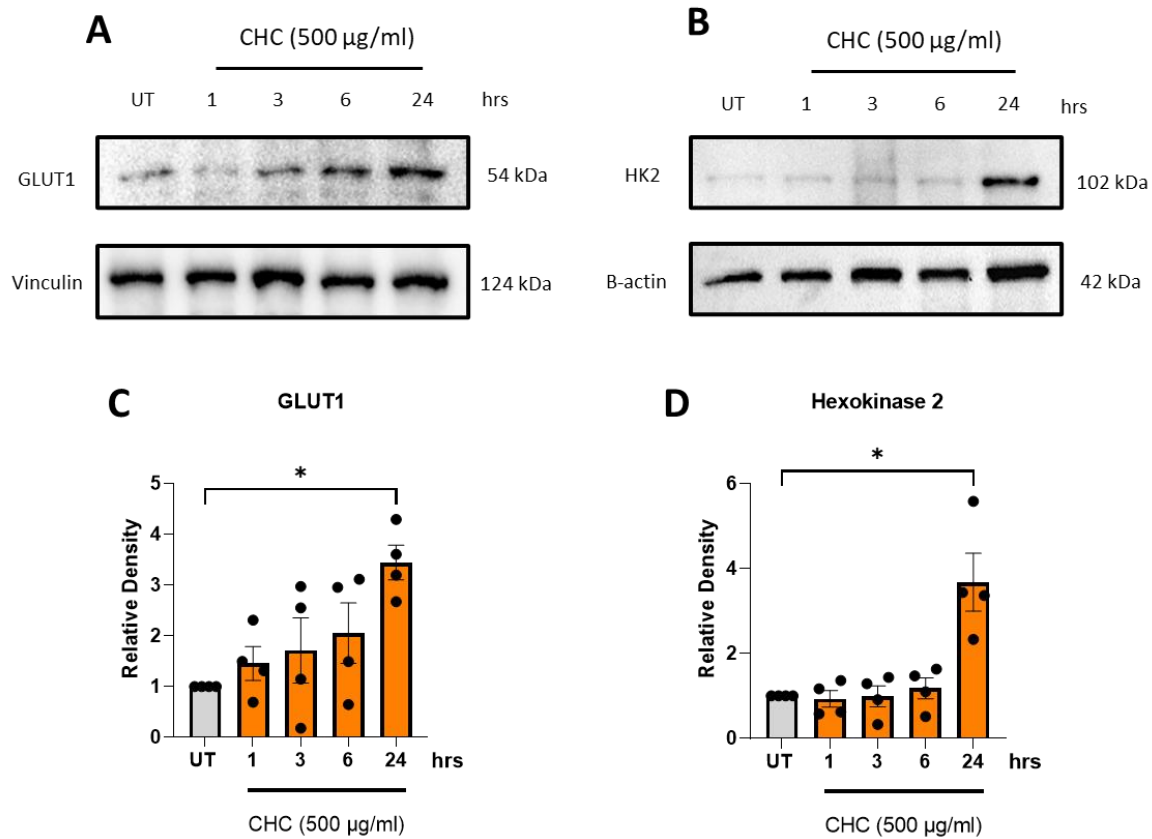 A
CHC (500 µg/ml)
UT 1 3 6 24 hrs
GLUT1 54 kDa
Vinculin 124 kDa
B
CHC (500 µg/ml)
UT 1 3 6 24 hrs
HK2 102 kDa
B-actin 42 kDa
C
GLUT1
*
Relative Density
5
4
3
2
1
0
UT 1 3 6 24 hrs
CHC (500 µg/ml)
D
Hexokinase 2
*
Relative Density
6
4
2
0
UT 1 3 6 24 hrs
CHC (500 µg/ml)